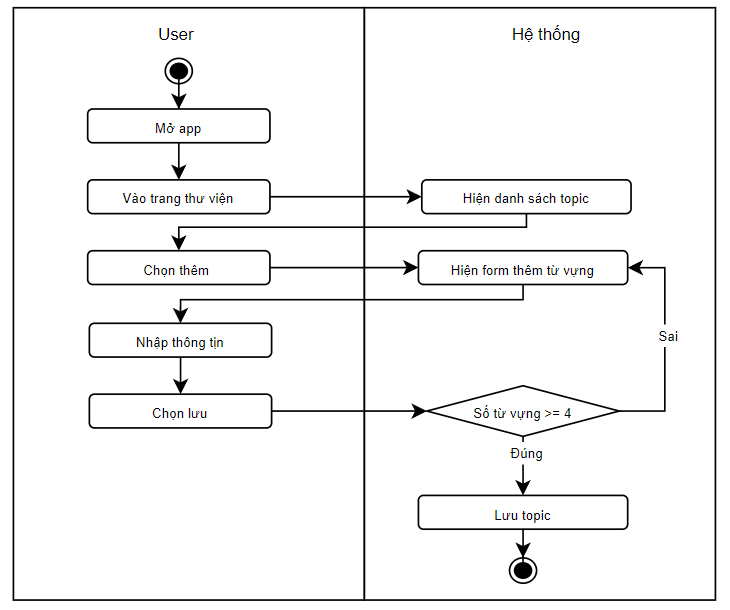 User
Hệ thống
Mở app
Vào trang thư viện
Hiện danh sách topic
Chọn thêm
Hiện form thêm từ vựng
Sai
Nhập thông tịn
Chọn lưu
Số từ vựng >= 4
Đúng
Lưu topic